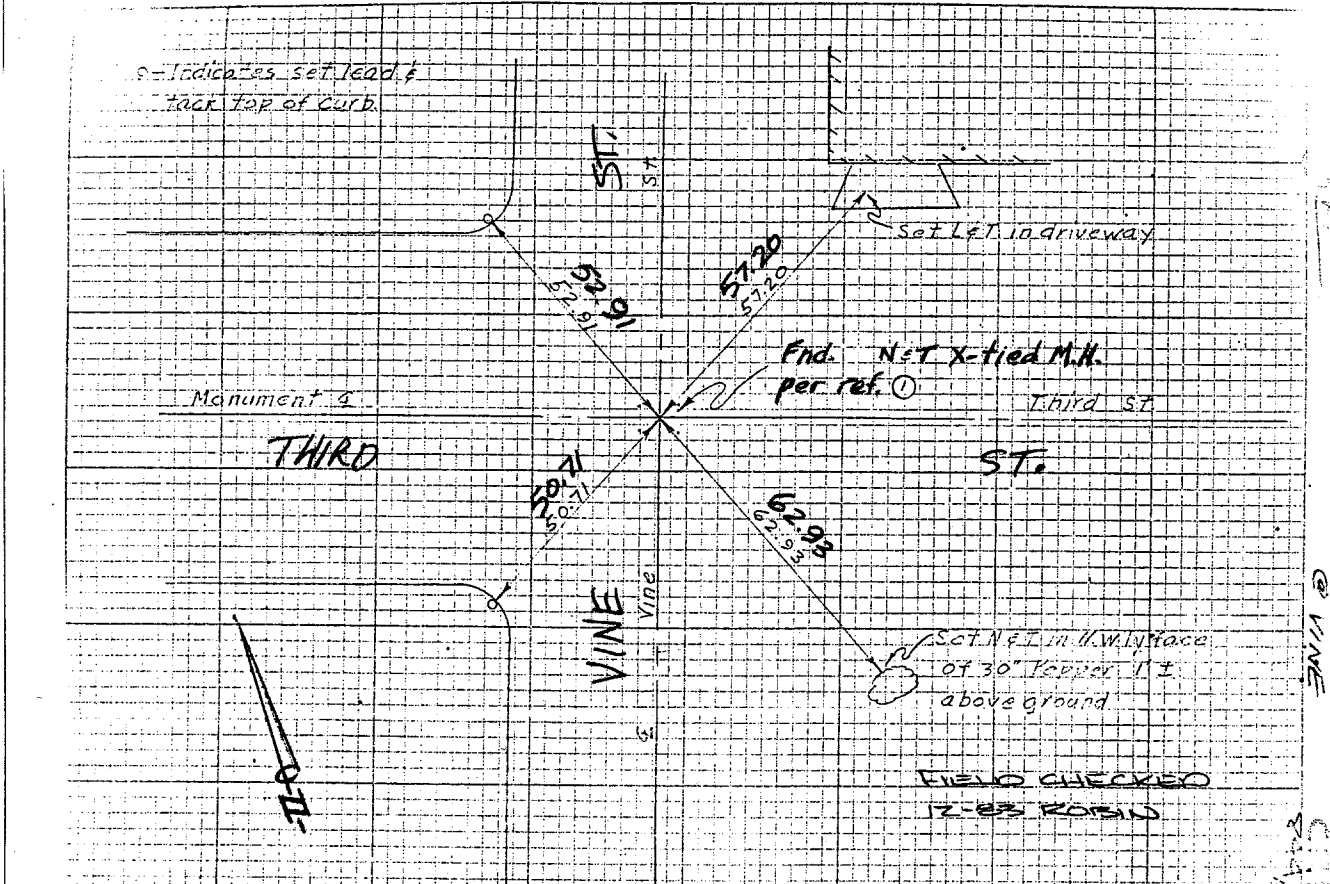 o-Indicates set lead &
tack top of curb
ST.
St.
Set L&T in driveway
52.91
52.91
57.20
57.20
Fnd. N&T X-tied M.H.
per ref. ①
Monument ℄
Third St.
THIRD
ST.
50.71
50.71
62.93
62.93
VINE
Vine
℄
Set N&T in N.W'ly face
of 30" Pepper 1' ±
above ground
FIELD CHECKED
12-83 ROBIN
@ VINE